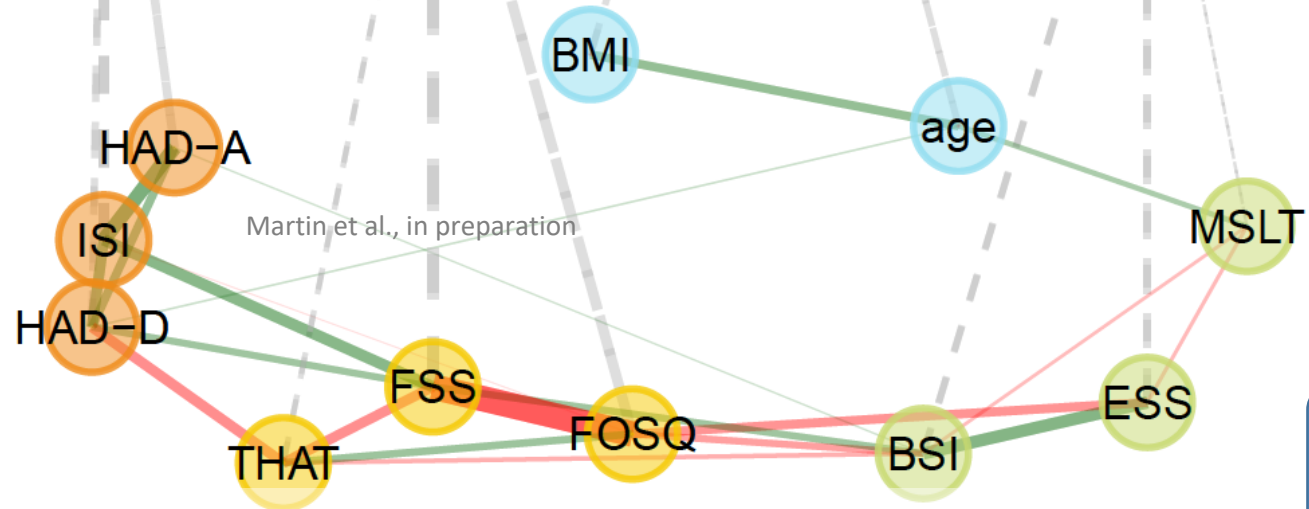 BMI
age
HAD−A
MSLT
Martin et al., in preparation
ISI
HAD−D
FSS
ESS
FOSQ
BSI
THAT